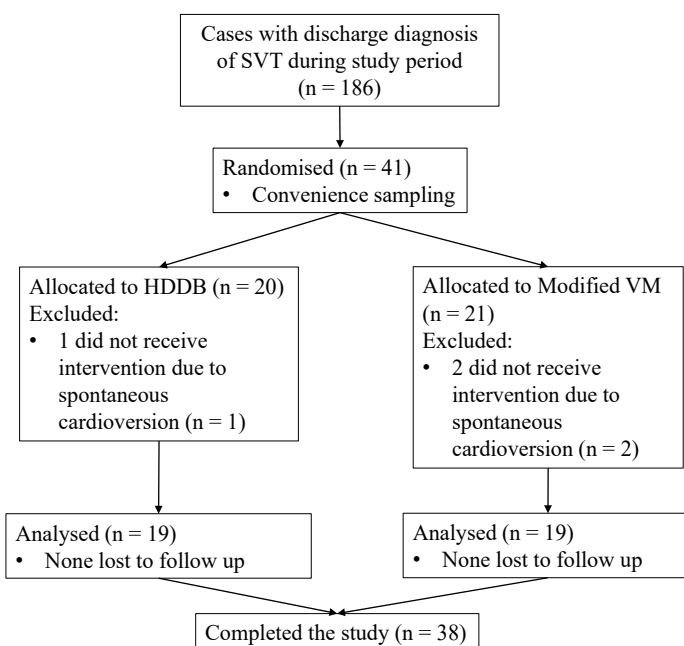 Cases with discharge diagnosis
of SVT during study period
(n = 186)
Randomised (n = 41)
• Convenience sampling
Allocated to HDDB (n = 20)
Excluded:
• 1 did not receive
intervention due to
spontaneous
cardioversion (n = 1)
Allocated to Modified VM
(n = 21)
Excluded:
• 2 did not receive
intervention due to
spontaneous
cardioversion (n = 2)
Analysed (n = 19)
• None lost to follow up
Analysed (n = 19)
• None lost to follow up
Completed the study (n = 38)